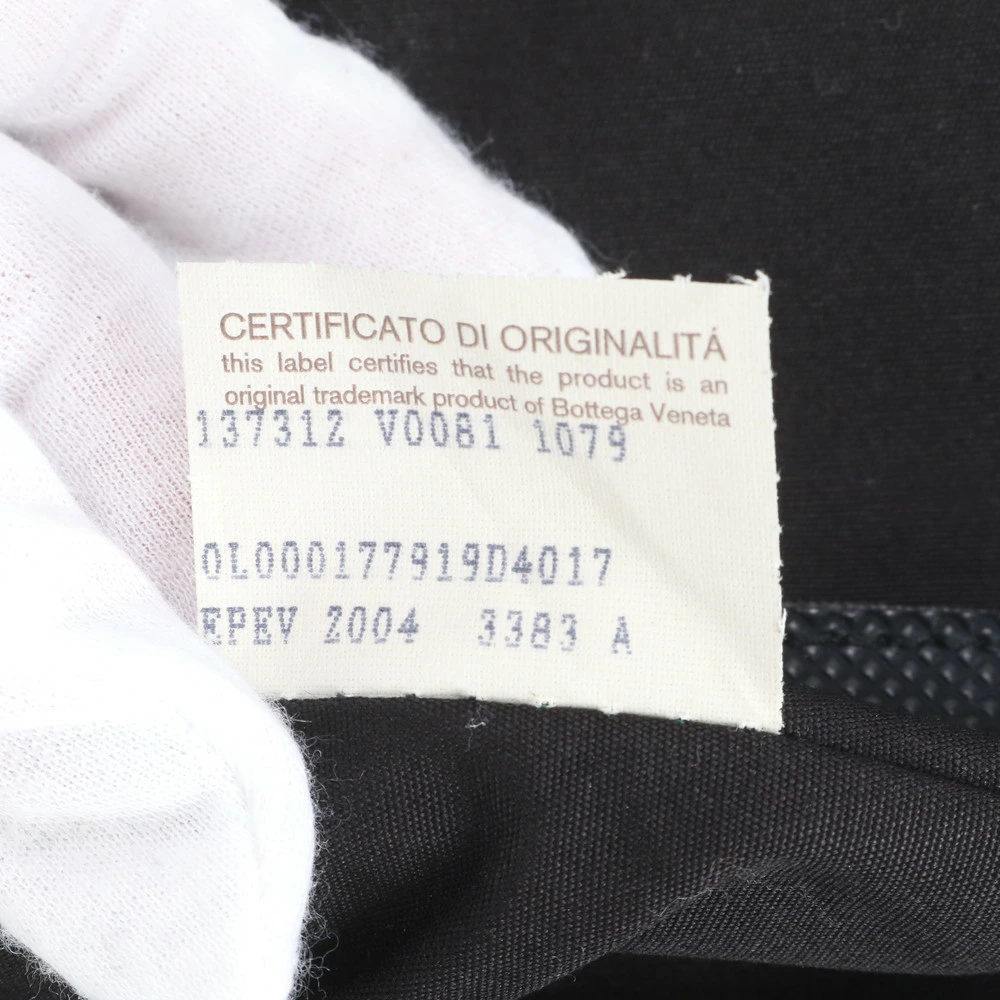 CERTIFICATO DI ORIGINALITÁ
this label certifies that the product is an
original trademark product of Bottega Veneta
13731Z V0081 1079
0L000177919D4017
EPEV 2004 3383 A